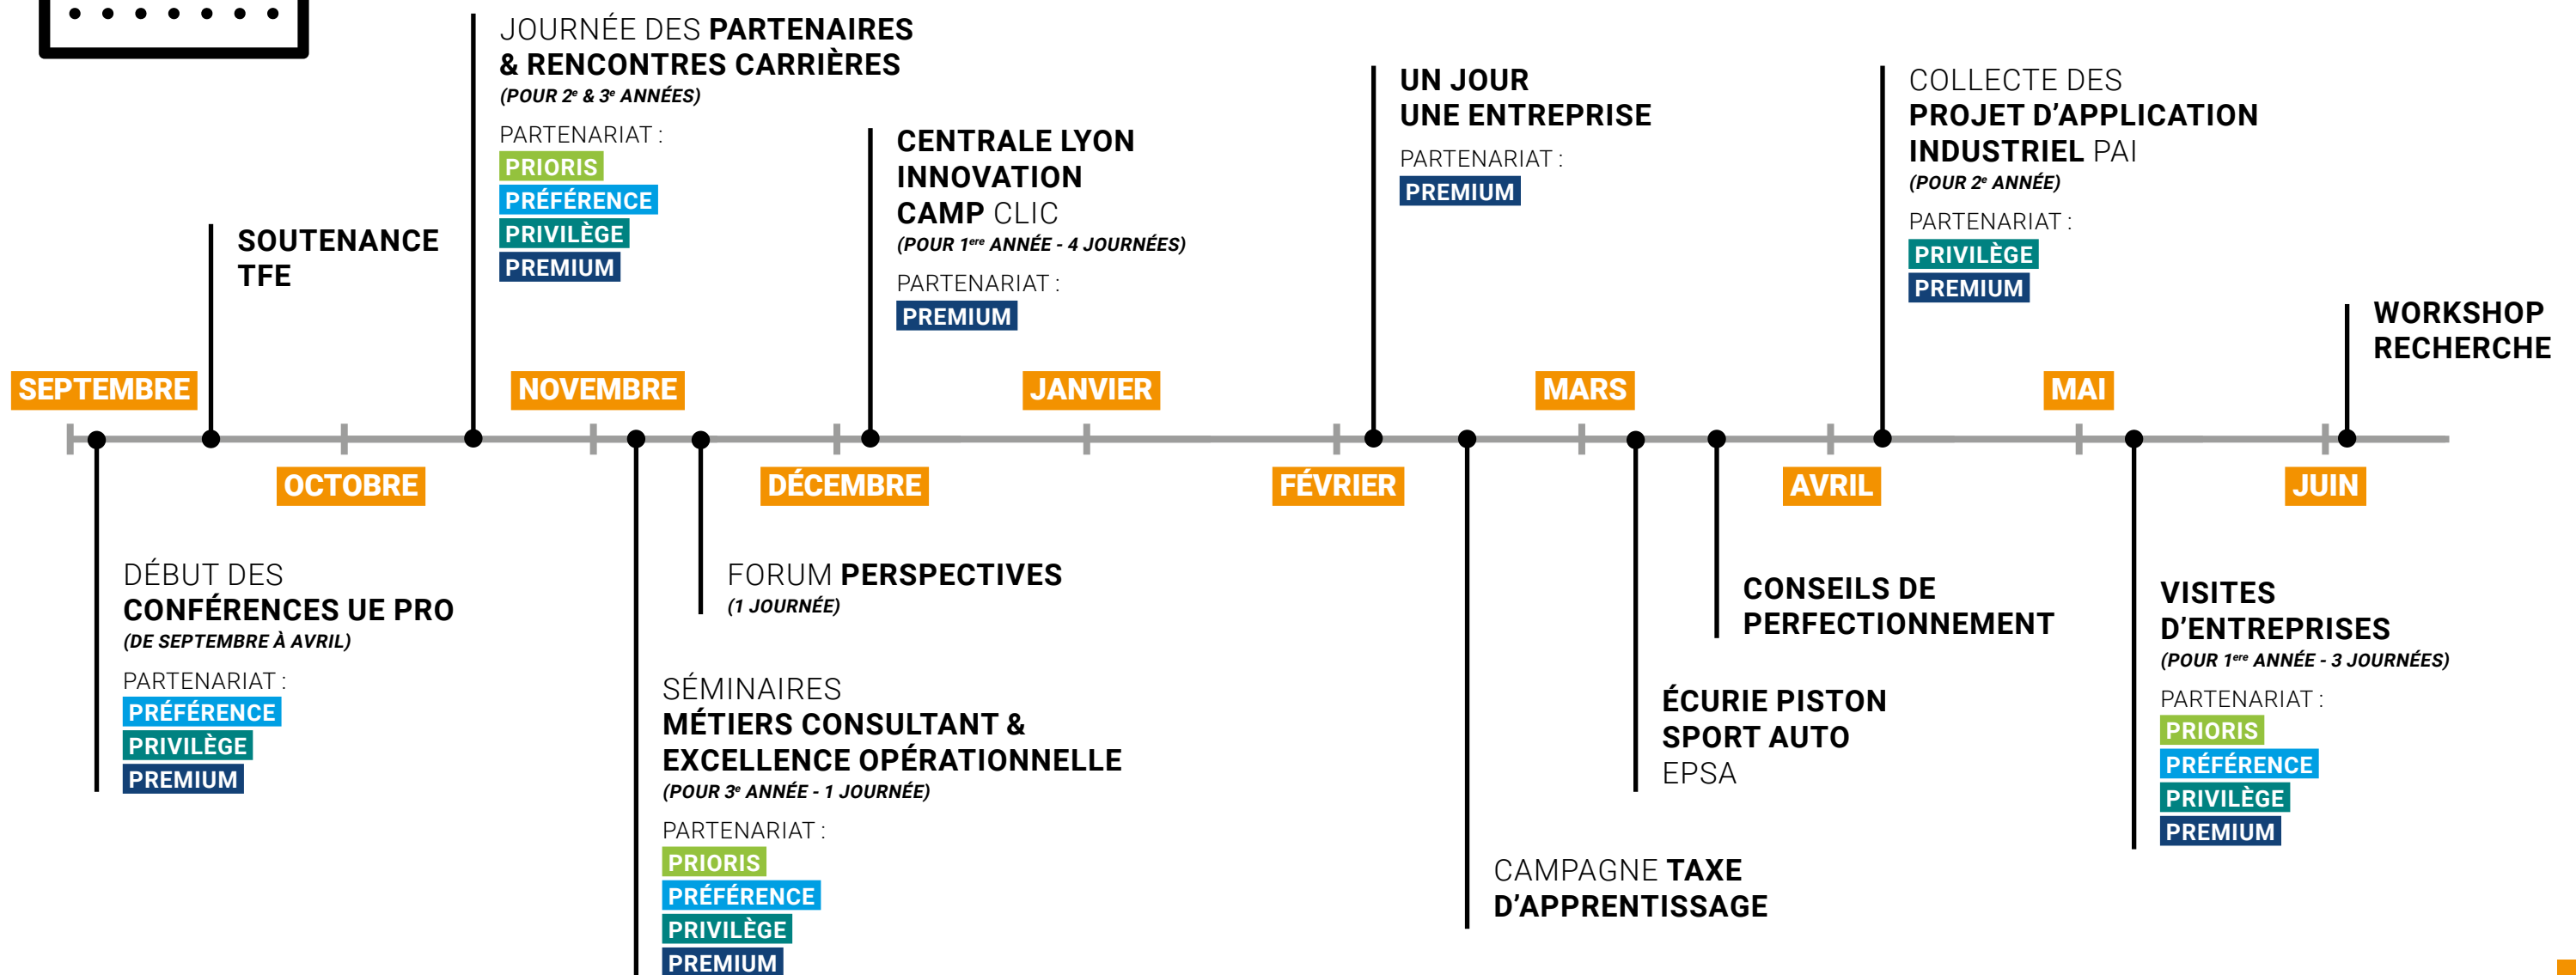 JOURNÉE DES PARTENAIRES
& RENCONTRES CARRIÈRES
(POUR 2e & 3e ANNÉES)
PARTENARIAT :
PRIORIS
PRÉFÉRENCE
PRIVILÈGE
PREMIUM
UN JOUR
UNE ENTREPRISE
PARTENARIAT :
PREMIUM
COLLECTE DES
PROJET D'APPLICATION
INDUSTRIEL PAI
(POUR 2e ANNÉE)
PARTENARIAT :
PRIVILÈGE
PREMIUM
CENTRALE LYON
INNOVATION
CAMP CLIC
(POUR 1ere ANNÉE - 4 JOURNÉES)
PARTENARIAT :
PREMIUM
SOUTENANCE
TFE
WORKSHOP
RECHERCHE
SEPTEMBRE
NOVEMBRE
JANVIER
MARS
MAI
OCTOBRE
DÉCEMBRE
FÉVRIER
AVRIL
JUIN
DÉBUT DES
CONFÉRENCES UE PRO
(DE SEPTEMBRE À AVRIL)
PARTENARIAT :
PRÉFÉRENCE
PRIVILÈGE
PREMIUM
FORUM PERSPECTIVES
(1 JOURNÉE)
SÉMINAIRES
MÉTIERS CONSULTANT &
EXCELLENCE OPÉRATIONNELLE
(POUR 3e ANNÉE - 1 JOURNÉE)
PARTENARIAT :
PRIORIS
PRÉFÉRENCE
PRIVILÈGE
PREMIUM
CONSEILS DE
PERFECTIONNEMENT
ÉCURIE PISTON
SPORT AUTO
EPSA
CAMPAGNE TAXE
D'APPRENTISSAGE
VISITES
D'ENTREPRISES
(POUR 1ere ANNÉE - 3 JOURNÉES)
PARTENARIAT :
PRIORIS
PRÉFÉRENCE
PRIVILÈGE
PREMIUM